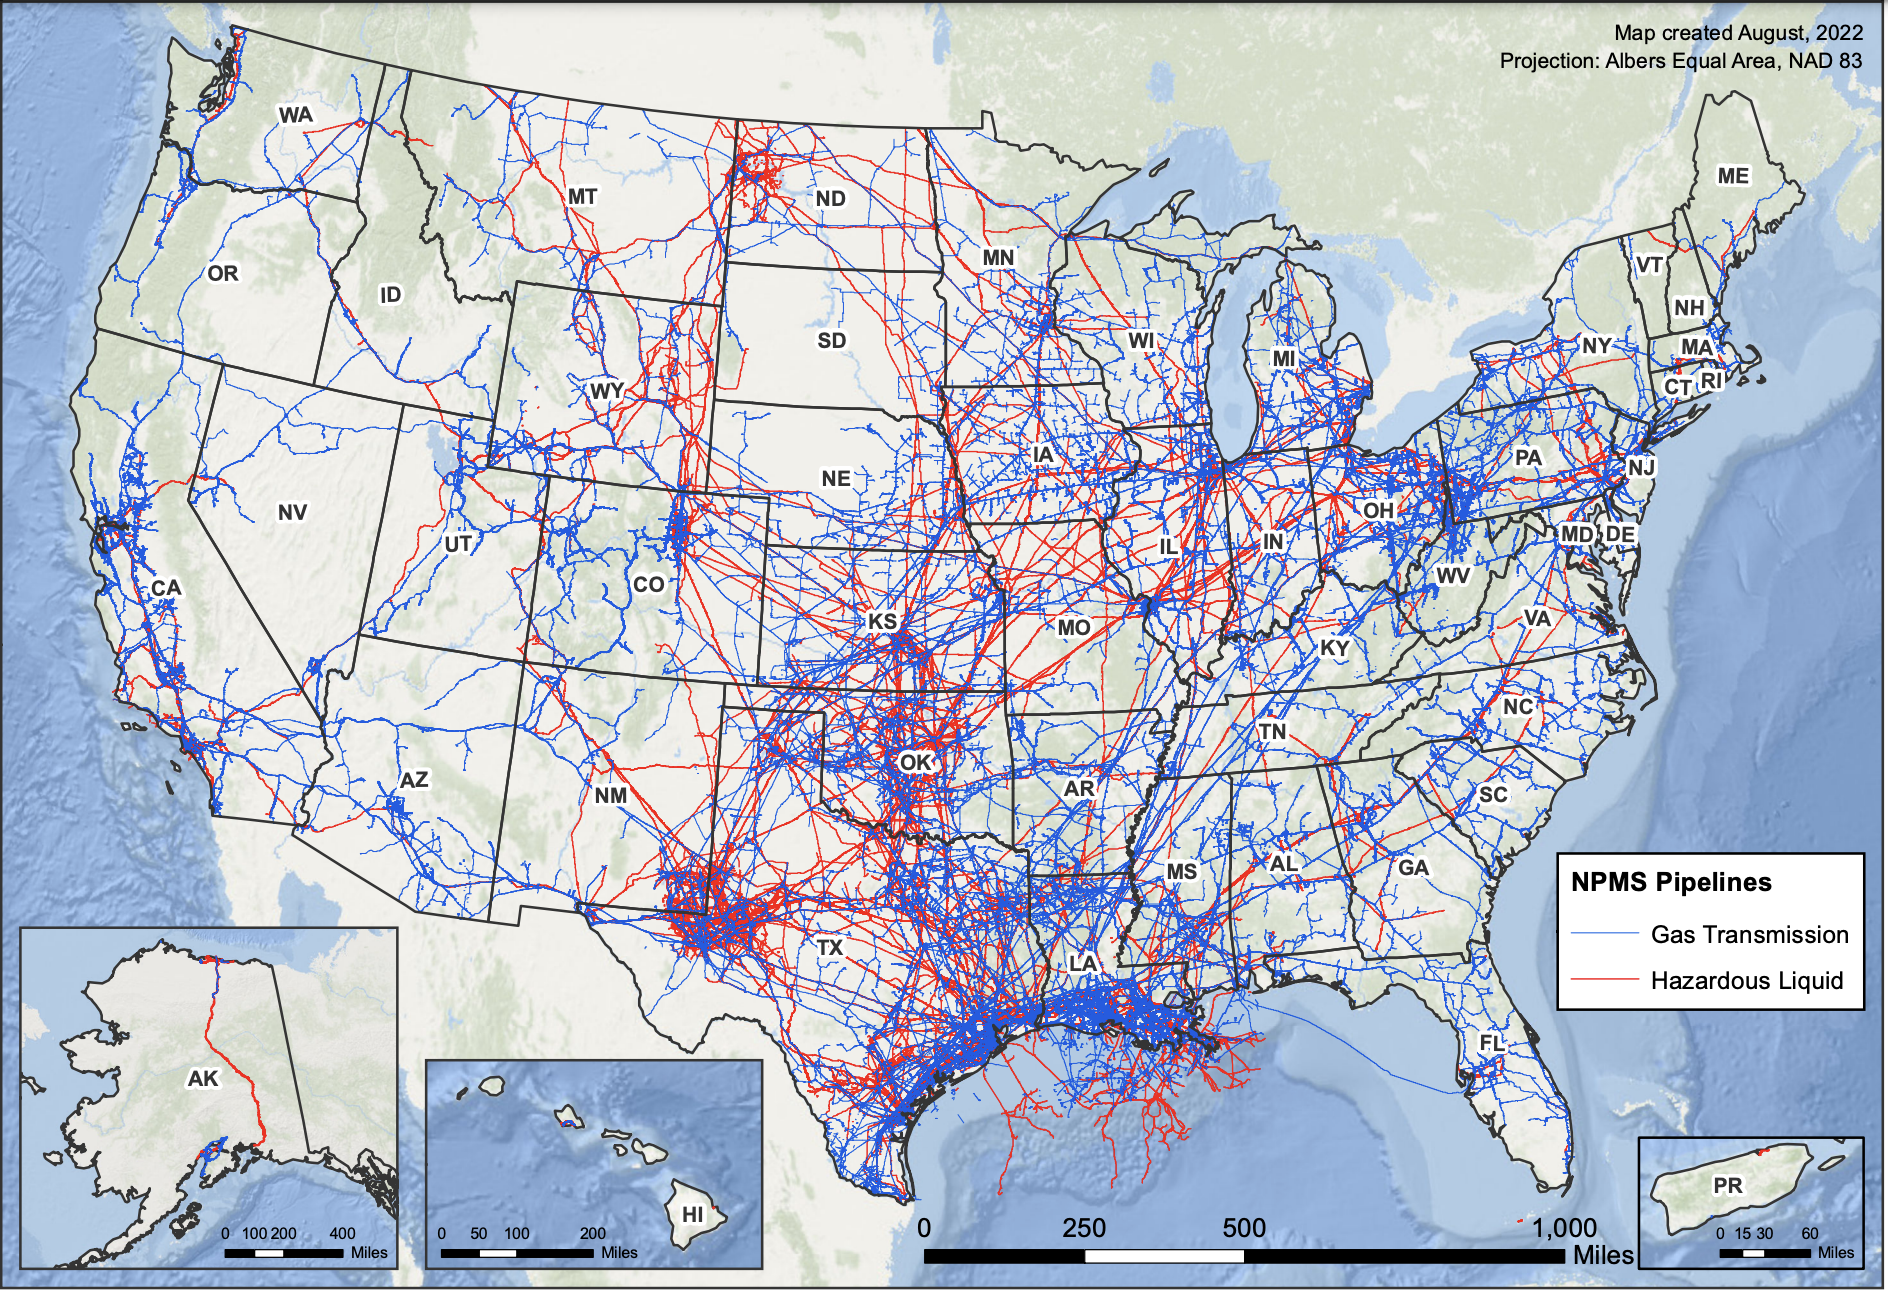 Map created August, 2022
Projection: Albers Equal Area, NAD 83
WA
MT
ND
MN
ME
OR
ID
SD
WI
MI
VT
NH
NY
MA
CT
RI
WY
NE
IA
PA
NJ
NV
UT
CO
IL
IN
OH
MD
DE
WV
CA
KS
MO
KY
VA
AZ
NM
OK
AR
TN
NC
SC
TX
LA
MS
AL
GA
FL
NPMS Pipelines
Gas Transmission
Hazardous Liquid
AK
0 100 200 400
Miles
HI
0 50 100 200
Miles
0 250 500 1,000
Miles
PR
0 15 30 60
Miles